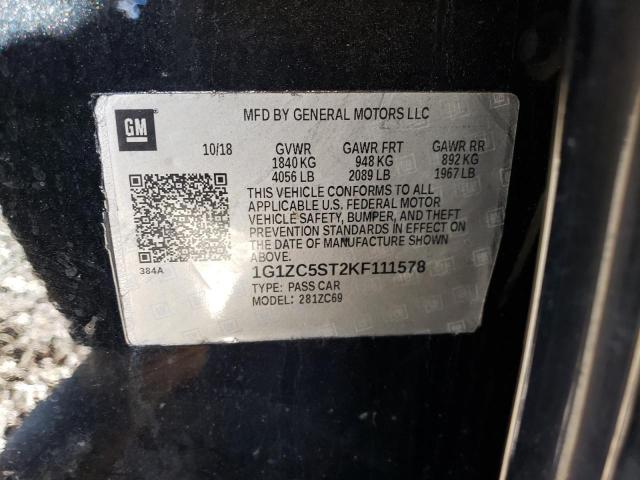 GM
MFD BY GENERAL MOTORS LLC
10/18 GVWR GAWR FRT GAWR RR
1840 KG 948 KG 892 KG
4056 LB 2089 LB 1967 LB
THIS VEHICLE CONFORMS TO ALL
APPLICABLE U.S. FEDERAL MOTOR
VEHICLE SAFETY, BUMPER, AND THEFT
PREVENTION STANDARDS IN EFFECT ON
THE DATE OF MANUFACTURE SHOWN
ABOVE.
384A
1G1ZC5ST2KF111578
TYPE: PASS CAR
MODEL: 281ZC69